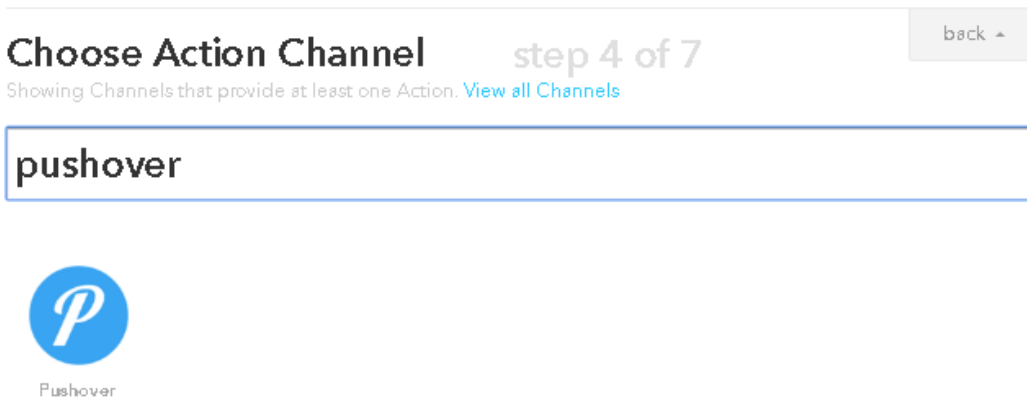 back
Choose Action Channel step 4 of 7
Showing Channels that provide at least one Action. View all Channels
pushover
P
Pushover